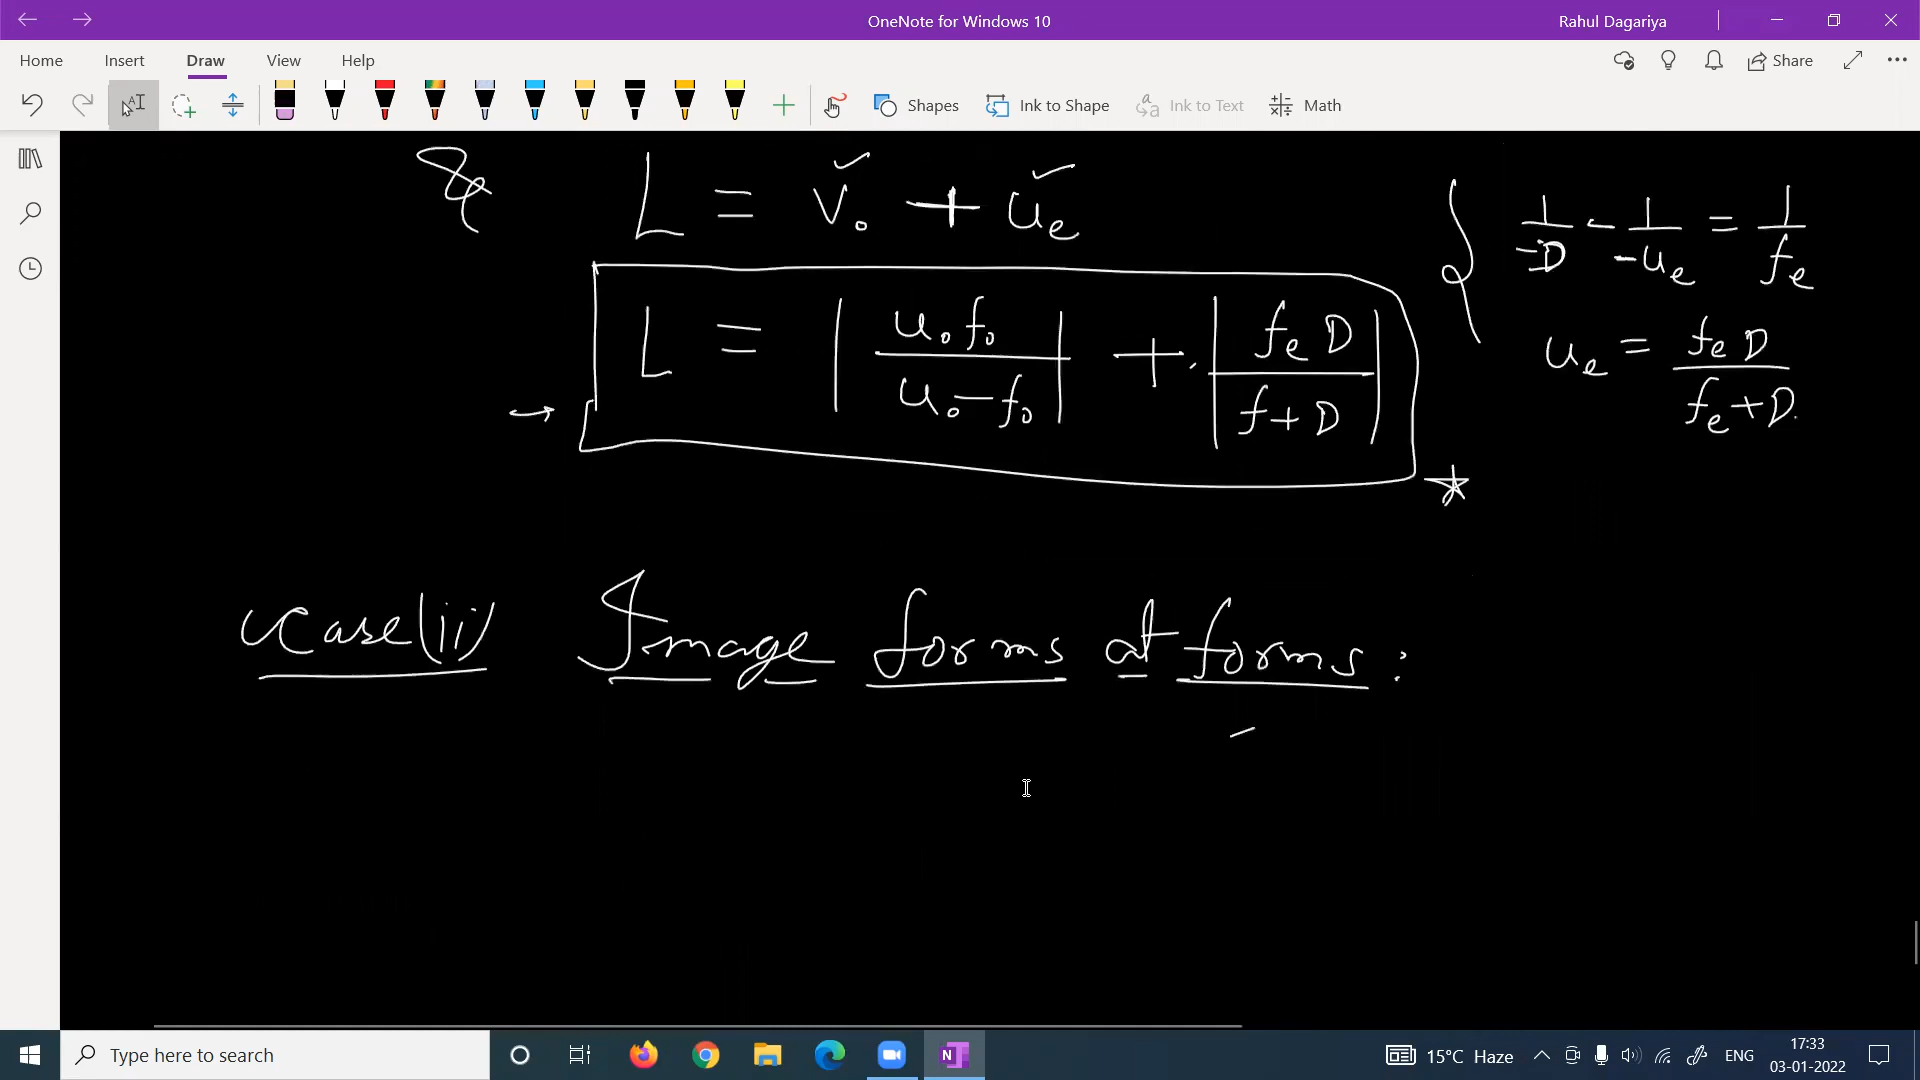 OneNote for Windows 10
Rahul Dagariya
Home Insert Draw View Help
Share
Shapes Ink to Shape Ink to Text Math
& L = v₀ + uₑ
1/-D - 1/-uₑ = 1/fₑ
L = | u₀f₀ / u₀-f₀ | + | fₑ D / f+D |
uₑ = fₑ D / fₑ+D.
Case(ii) Image forms at forms:
Type here to search
15°C Haze
ENG
17:33
03-01-2022